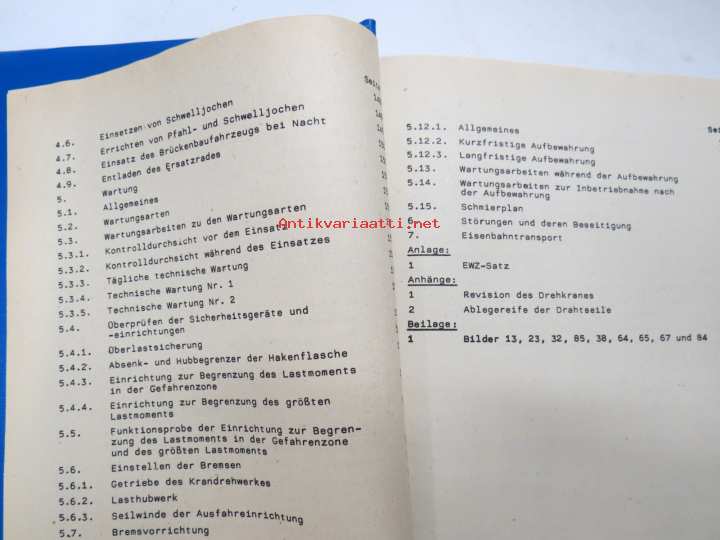 Seite
4.6. Einsetzen von Schwelljochen
4.7. Errichten von Pfahl- und Schwelljochen
4.8. Einsatz des Brückenbaufahrzeugs bei Nacht
4.9. Entladen des Ersatzrades
5. Wartung
5.1. Allgemeines
5.2. Wartungsarten
5.3. Wartungsarbeiten zu den Wartungsarten
5.3.1. Kontrolldurchsicht vor dem Einsatz
5.3.2. Kontrolldurchsicht während des Einsatzes
5.3.3. Tägliche technische Wartung
5.3.4. Technische Wartung Nr. 1
5.3.5. Technische Wartung Nr. 2
5.4. Überprüfen der Sicherheitsgeräte und
-einrichtungen
5.4.1. Überlastsicherung
5.4.2. Absenk- und Hubbegrenzer der Hakenflasche
5.4.3. Einrichtung zur Begrenzung des Lastmoments
in der Gefahrenzone
5.4.4. Einrichtung zur Begrenzung des größten
Lastmoments
5.5. Funktionsprobe der Einrichtung zur Begren-
zung des Lastmoments in der Gefahrenzone
und des größten Lastmoments
5.6. Einstellen der Bremsen
5.6.1. Getriebe des Krandrehwerkes
5.6.2. Lasthubwerk
5.6.3. Seilwinde der Ausfahreinrichtung
5.7. Bremsvorrichtung
5.12.1. Allgemeines
5.12.2. Kurzfristige Aufbewahrung
5.12.3. Langfristige Aufbewahrung
5.13. Wartungsarbeiten während der Aufbewahrung
5.14. Wartungsarbeiten zur Inbetriebnahme nach
der Aufbewahrung
5.15. Schmierplan
6. Störungen und deren Beseitigung
7. Eisenbahntransport
Anlage:
1 EWZ-Satz
Anhänge:
1 Revision des Drehkranes
2 Ablegereife der Drahtseile
Beilage:
1 Bilder 13, 23, 32, 85, 38, 64, 65, 67 und 84
Antikvariaatti.net